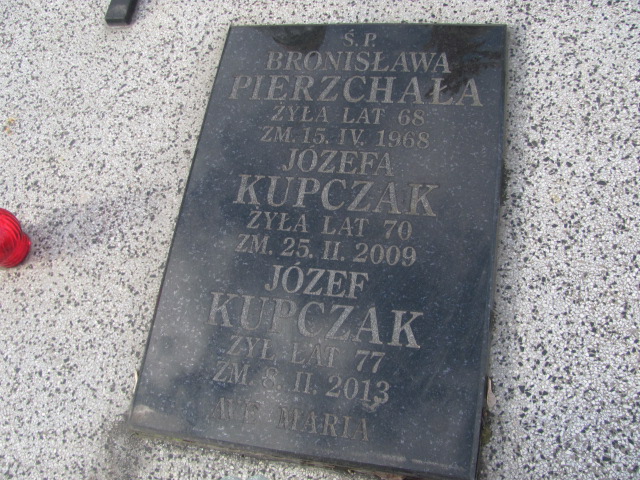 Ś.P.
BRONISŁAWA
PIERZCHAŁA
ŻYŁA LAT 68
ZM. 15. IV. 1968
JÓZEFA
KUPCZAK
ŻYŁA LAT 70
ZM. 25. II. 2009
JÓZEF
KUPCZAK
ŻYŁ LAT 77
ZM. 8. II. 2013
AVE MARIA